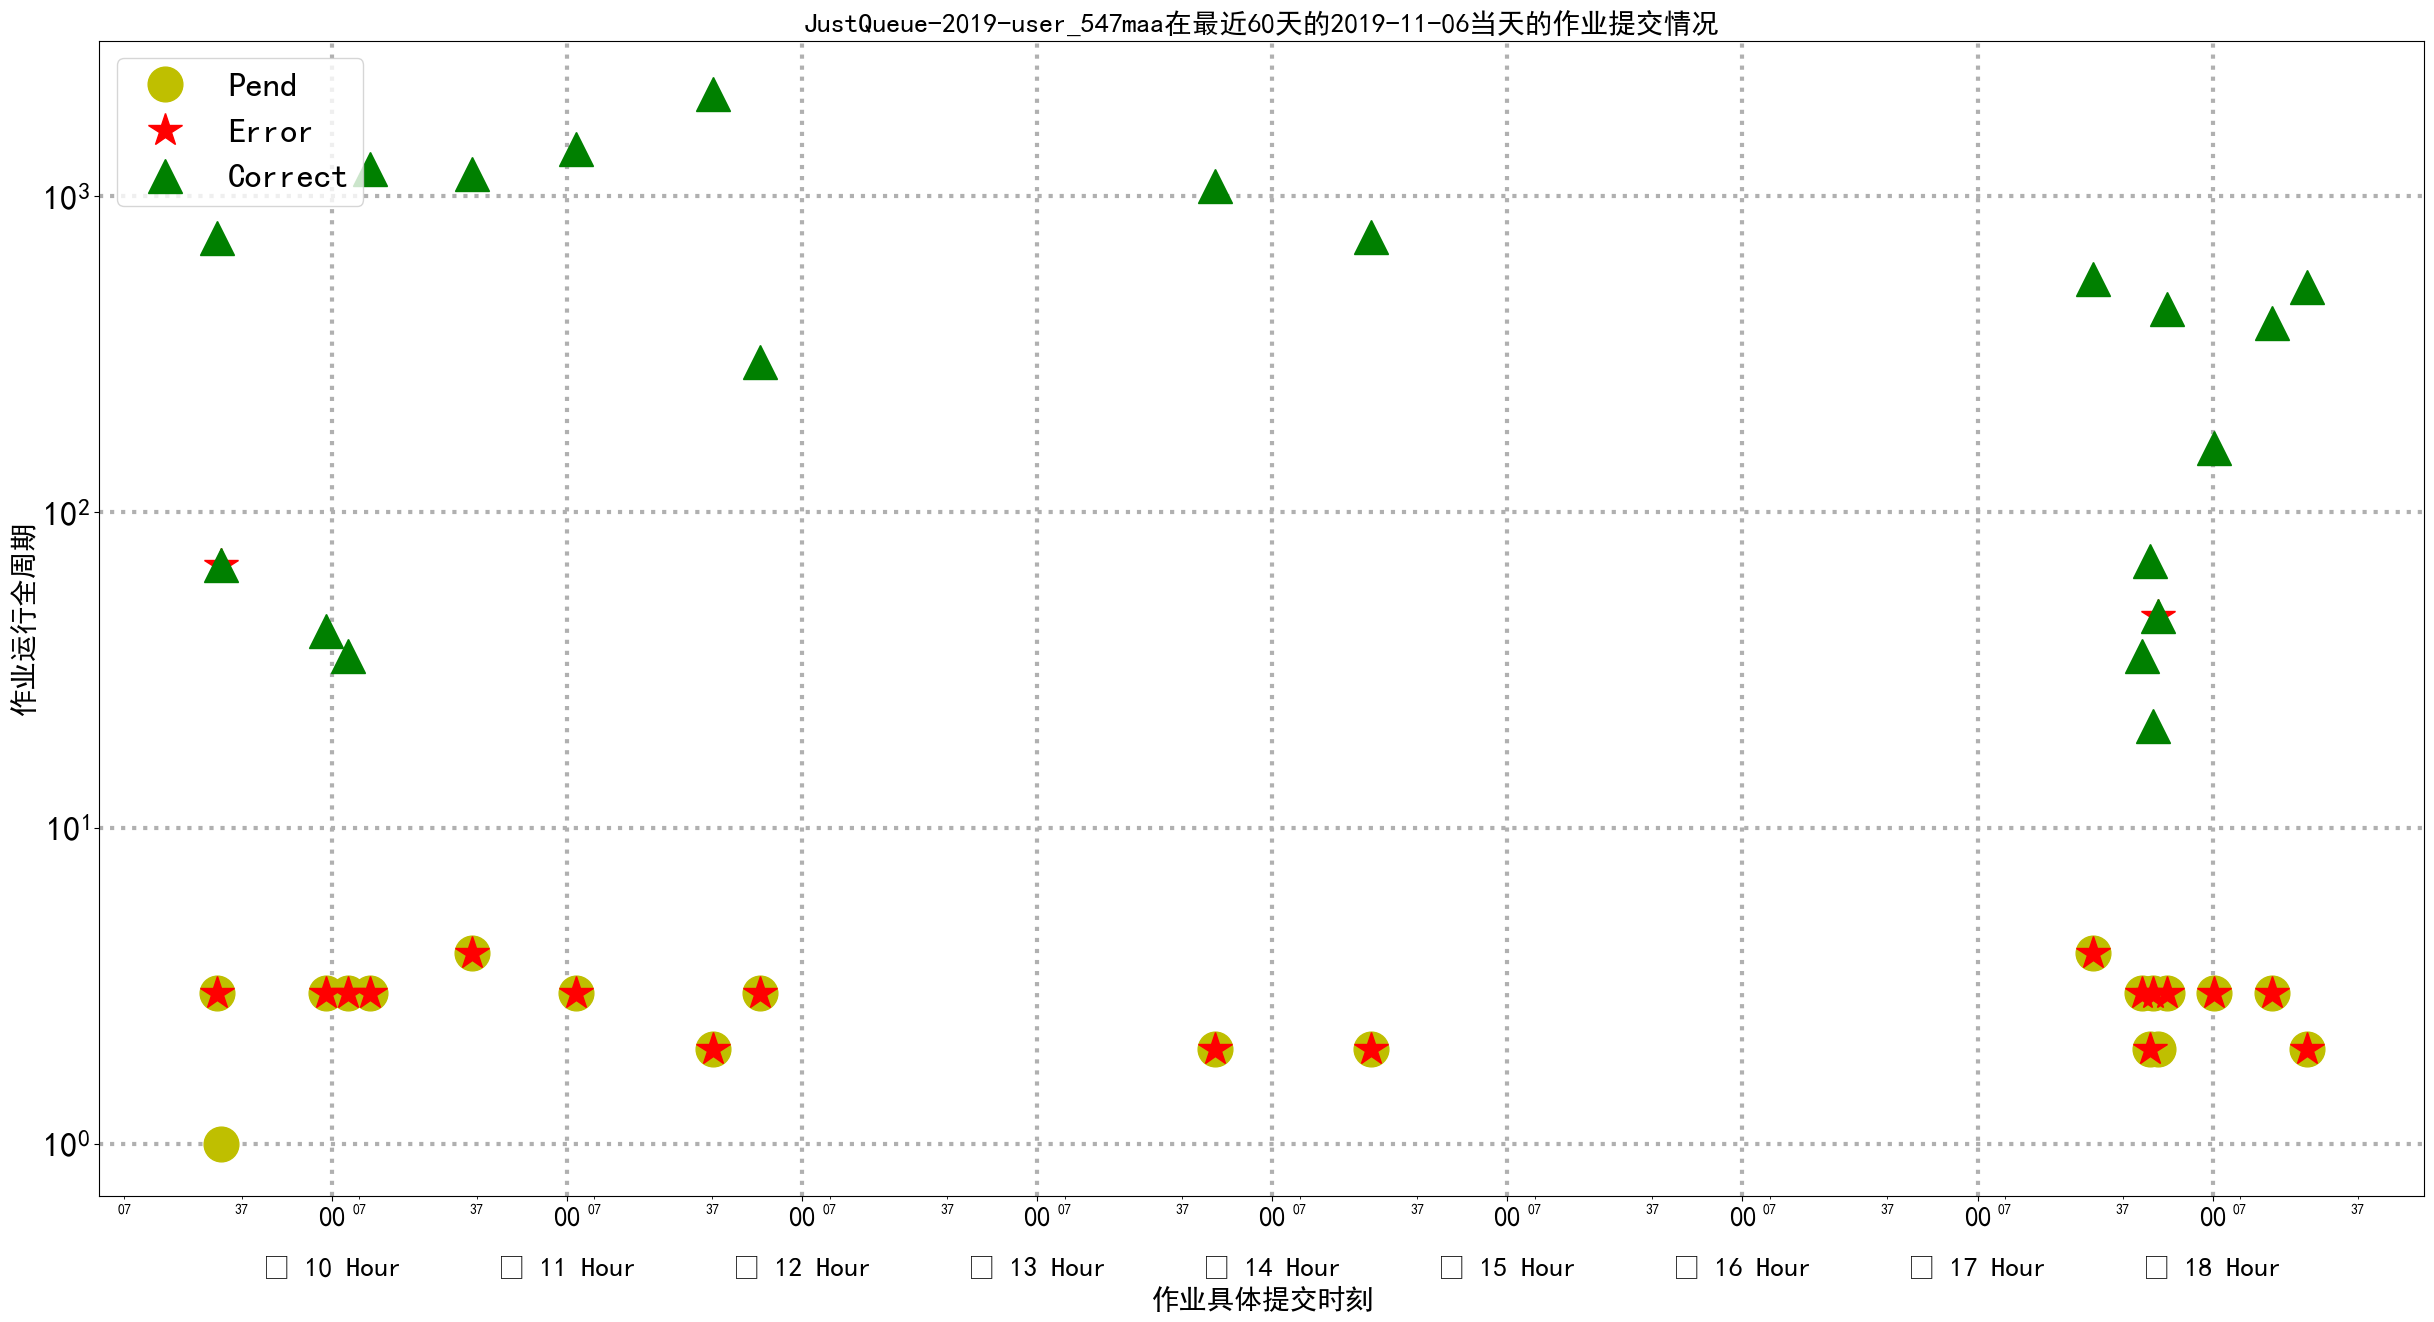 JustQueue-2019-user_547maa在最近60天的2019-11-06当天的作业提交情况
Pend
Error
Correct
10³
10²
10¹
10⁰
作业运行全周期
07 37 00 07 37 00 07 37 00 07 37 00 07 37 00 07 37 00 07 37 00 07 37 00 07 37 00 07 37
□ 10 Hour □ 11 Hour □ 12 Hour □ 13 Hour □ 14 Hour □ 15 Hour □ 16 Hour □ 17 Hour □ 18 Hour
作业具体提交时刻